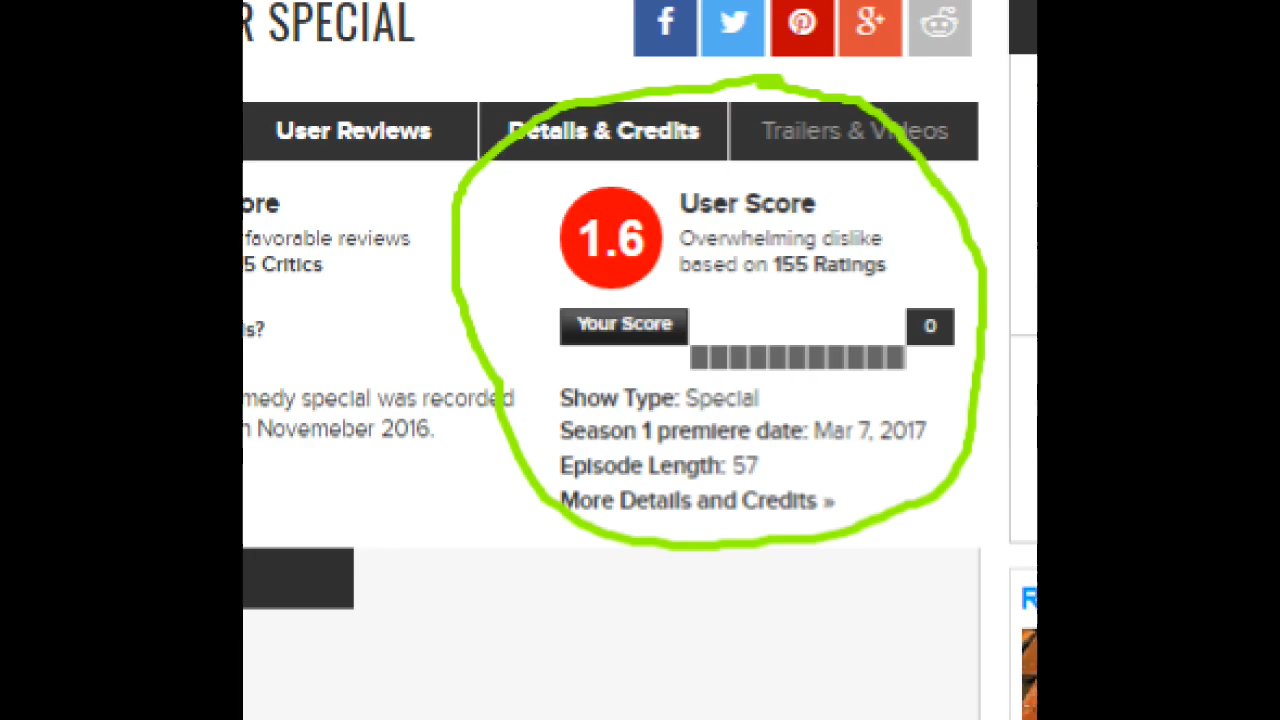 R SPECIAL
f
g+
User Reviews
Details & Credits
Trailers & Videos
ore
favorable reviews
5 Critics
s?
medy special was recorded
n Novemeber 2016.
1.6
User Score
Overwhelming dislike
based on 155 Ratings
Your Score
0
Show Type: Special
Season 1 premiere date: Mar 7, 2017
Episode Length: 57
More Details and Credits »
R